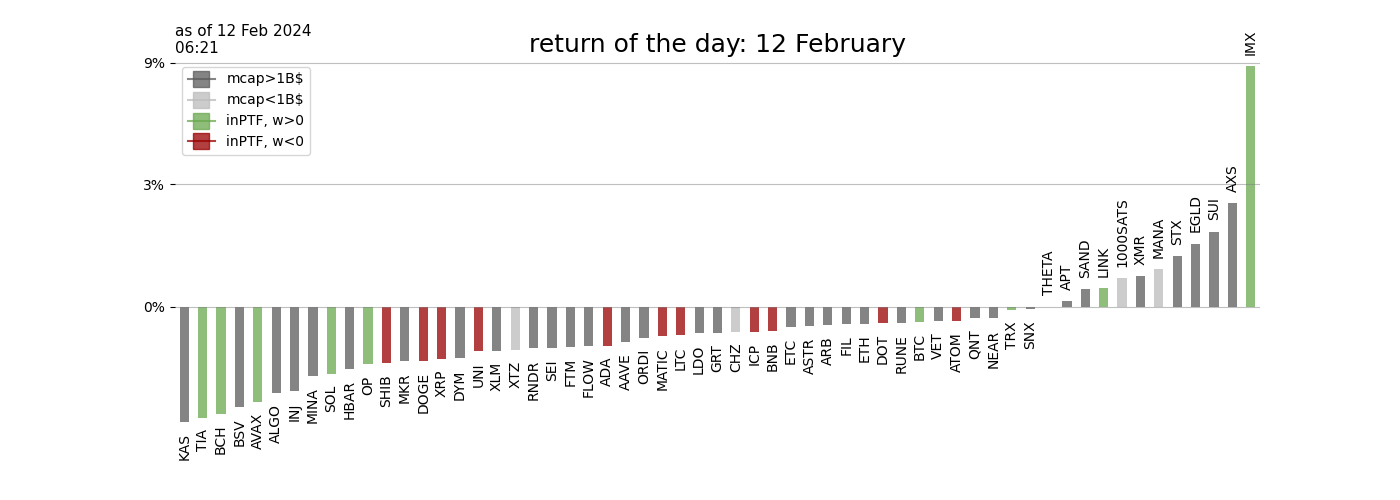 as of 12 Feb 2024
06:21
return of the day: 12 February
9%
3%
0%
mcap>1B$
mcap<1B$
inPTF, w>0
inPTF, w<0
KAS
TIA
BCH
BSV
AVAX
ALGO
INJ
MINA
SOL
HBAR
OP
SHIB
MKR
DOGE
XRP
DYM
UNI
XLM
XTZ
RNDR
SEI
FTM
FLOW
ADA
AAVE
ORDI
MATIC
LTC
LDO
GRT
CHZ
ICP
BNB
ETC
ASTR
ARB
FIL
ETH
DOT
RUNE
BTC
VET
ATOM
QNT
NEAR
TRX
SNX
THETA
APT
SAND
LINK
1000SATS
XMR
MANA
STX
EGLD
SUI
AXS
IMX